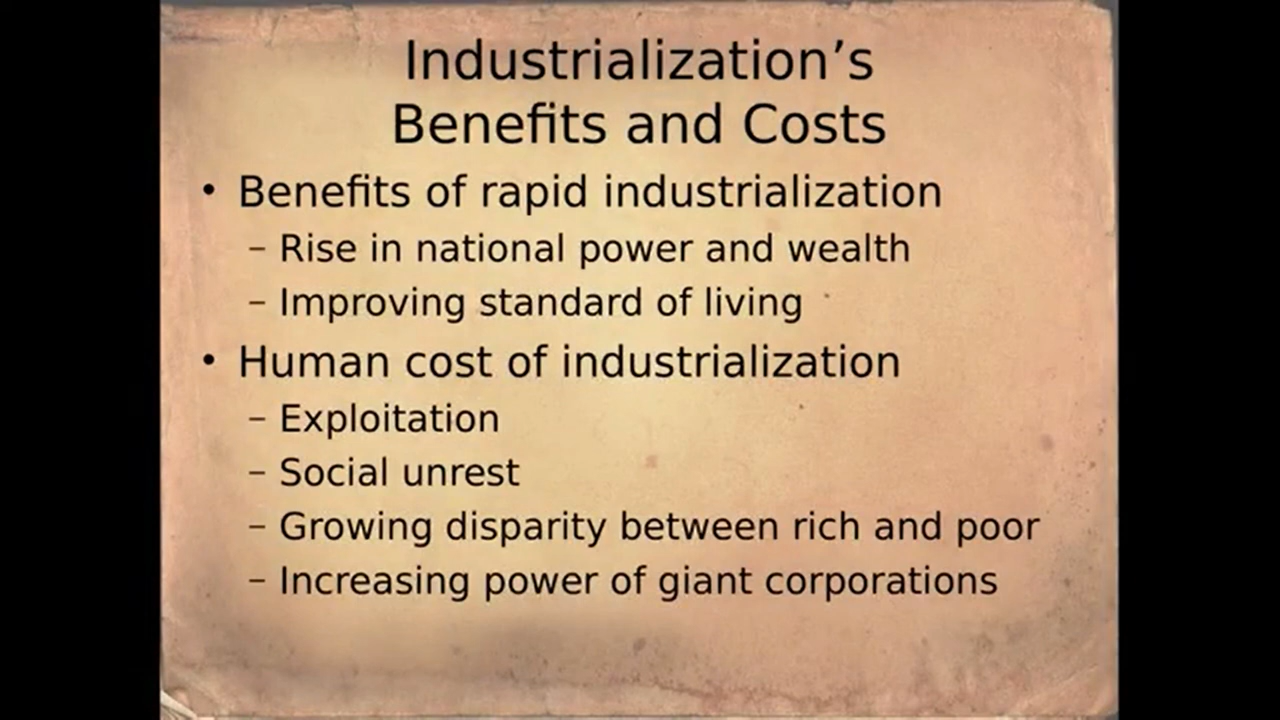 Industrialization’s
Benefits and Costs
• Benefits of rapid industrialization
– Rise in national power and wealth
– Improving standard of living
• Human cost of industrialization
– Exploitation
– Social unrest
– Growing disparity between rich and poor
– Increasing power of giant corporations